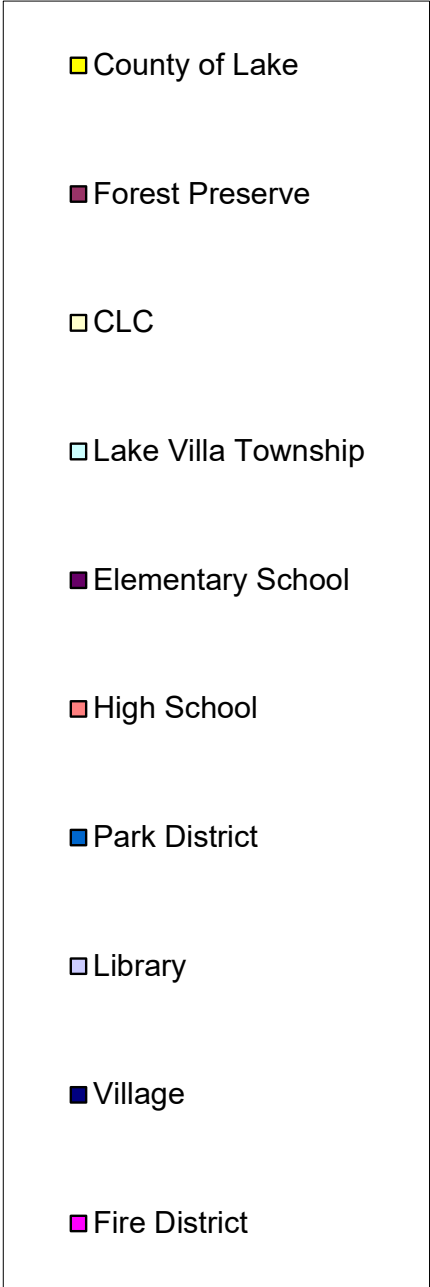 County of Lake
Forest Preserve
CLC
Lake Villa Township
Elementary School
High School
Park District
Library
Village
Fire District